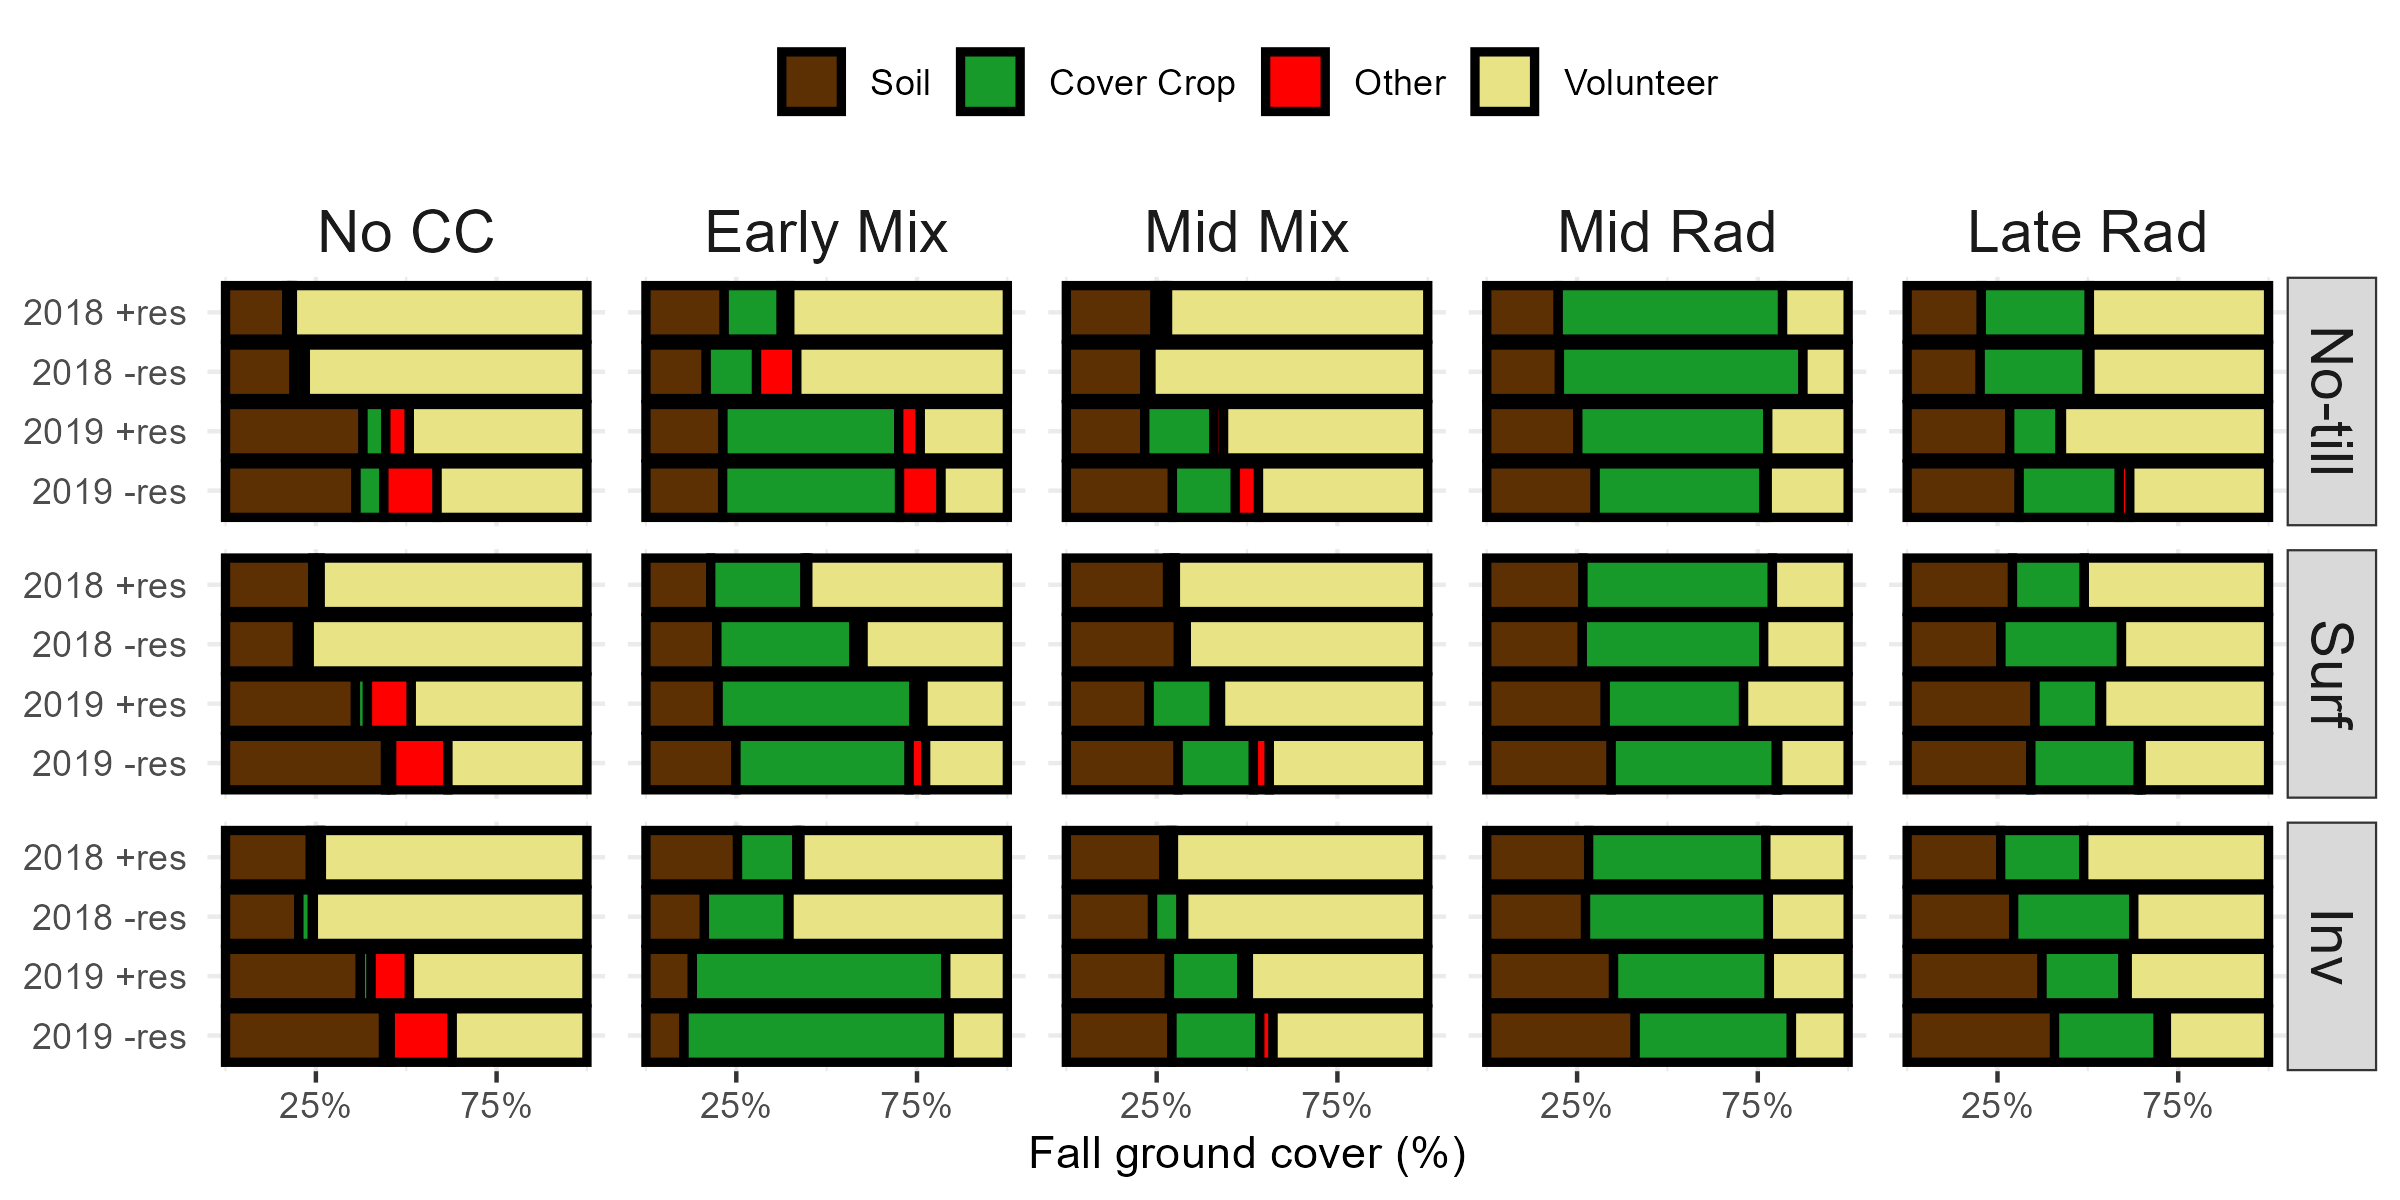 Soil Cover Crop Other Volunteer
No CC Early Mix Mid Mix Mid Rad Late Rad
2018 +res
2018 -res
2019 +res
2019 -res
No-till
2018 +res
2018 -res
2019 +res
2019 -res
Surf
2018 +res
2018 -res
2019 +res
2019 -res
Inv
25% 75% 25% 75% 25% 75% 25% 75% 25% 75%
Fall ground cover (%)